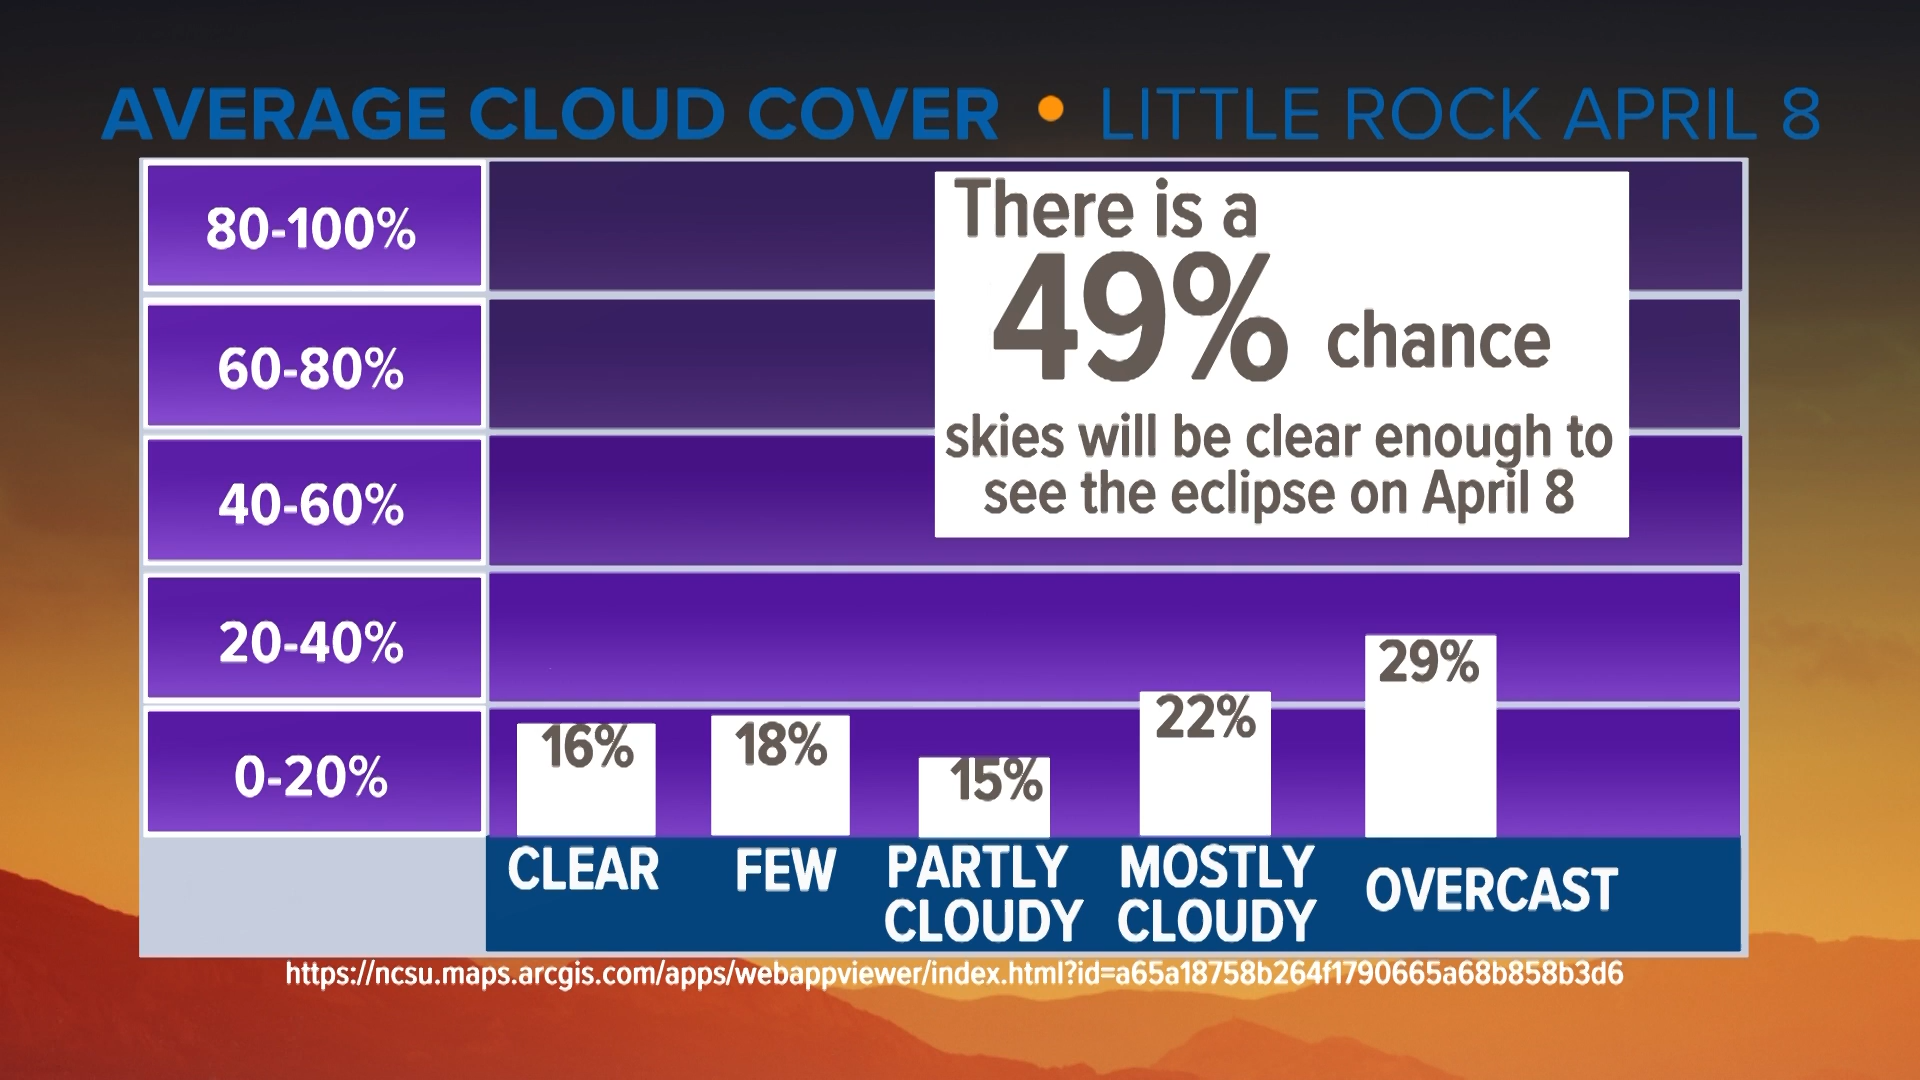 AVERAGE CLOUD COVER • LITTLE ROCK APRIL 8
80-100%
60-80%
40-60%
20-40%
0-20%
There is a
49% chance
skies will be clear enough to
see the eclipse on April 8
16%
18%
15%
22%
29%
CLEAR
FEW
PARTLY
CLOUDY
MOSTLY
CLOUDY
OVERCAST
https://ncsu.maps.arcgis.com/apps/webappviewer/index.html?id=a65a18758b264f1790665a68b858b3d6